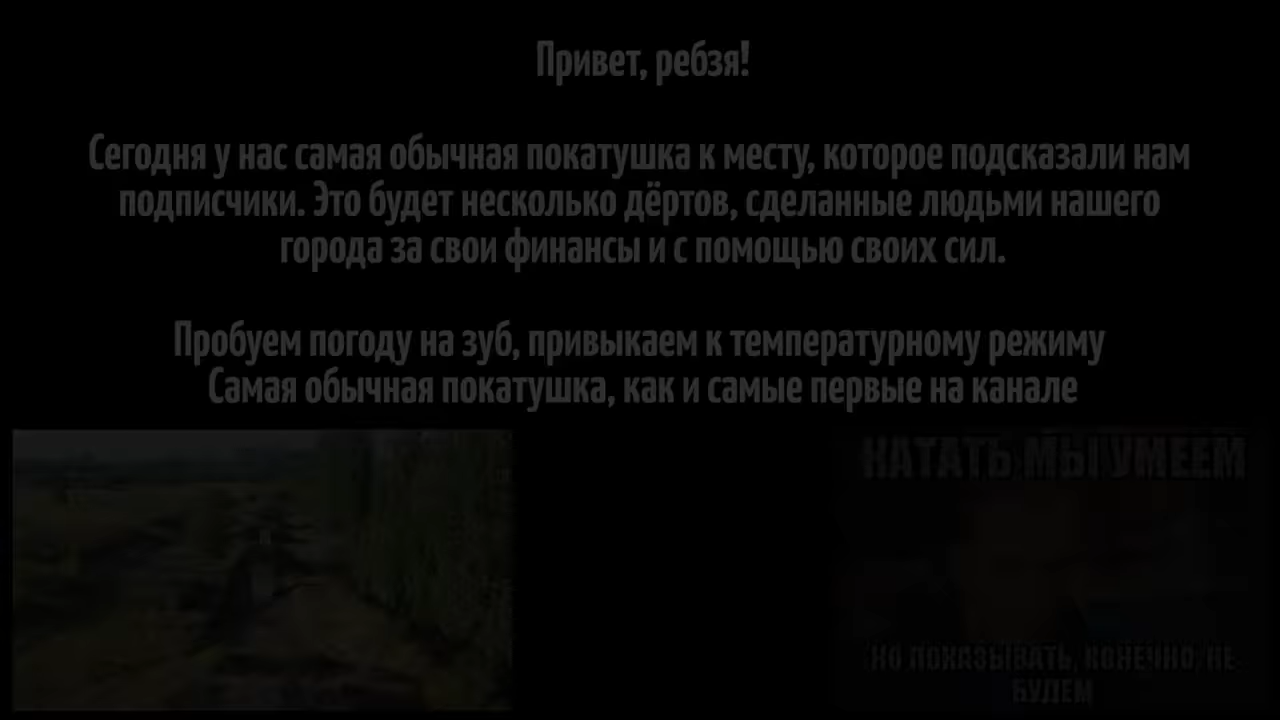 Привет, ребзя!
Сегодня у нас самая обычная покатушка к месту, которое подсказали нам
подписчики. Это будет несколько дёртов, сделанные людьми нашего
города за свои финансы и с помощью своих сил.
Пробуем погоду на зуб, привыкаем к температурному режиму
Самая обычная покатушка, как и самые первые на канале
КАТАТЬ МЫ УМЕЕМ
НО ПОКАЗЫВАТЬ, КОНЕЧНО, НЕ
БУДЕМ